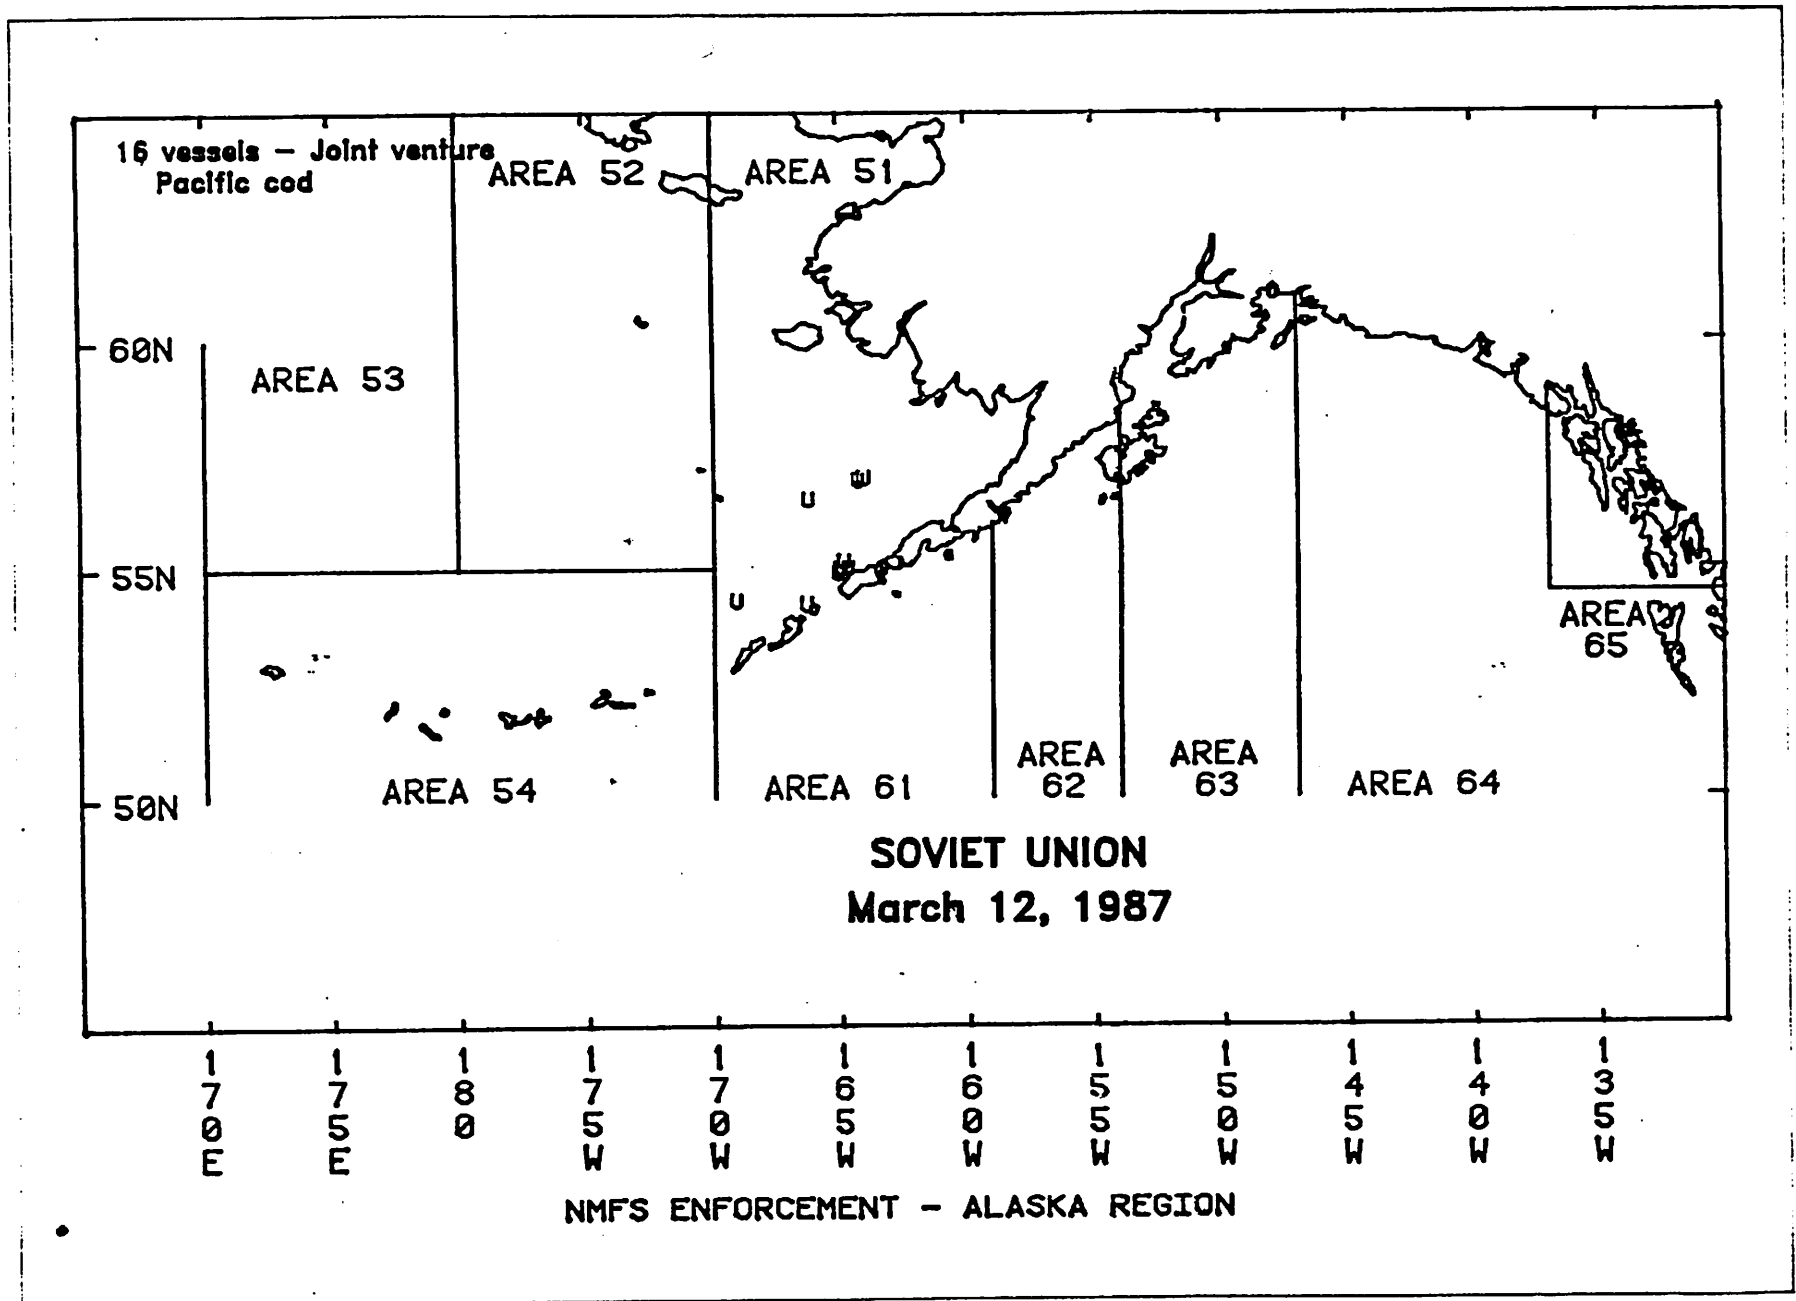 16 vessels – Joint venture
Pacific cod
AREA 52
AREA 51
60N
AREA 53
U
U
U
55N
U
AREA
65
AREA
62
AREA
63
AREA 54
AREA 61
AREA 64
50N
SOVIET UNION
March 12, 1987
170E
175E
180
175W
170W
165W
160W
155W
150W
145W
140W
135W
NMFS ENFORCEMENT – ALASKA REGION